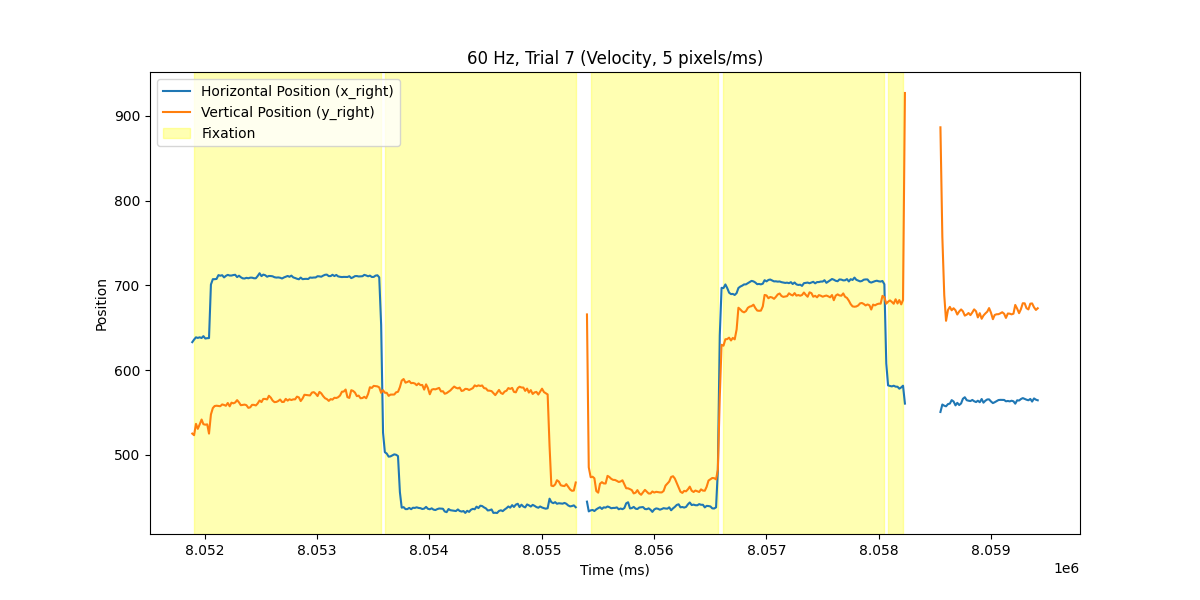 60 Hz, Trial 7 (Velocity, 5 pixels/ms)
Horizontal Position (x_right)
Vertical Position (y_right)
Fixation
900
800
700
600
500
Position
8.052 8.053 8.054 8.055 8.056 8.057 8.058 8.059
1e6
Time (ms)